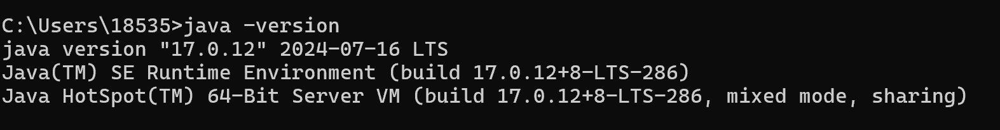 C:\Users\18535>java -version
java version "17.0.12" 2024-07-16 LTS
Java(TM) SE Runtime Environment (build 17.0.12+8-LTS-286)
Java HotSpot(TM) 64-Bit Server VM (build 17.0.12+8-LTS-286, mixed mode, sharing)